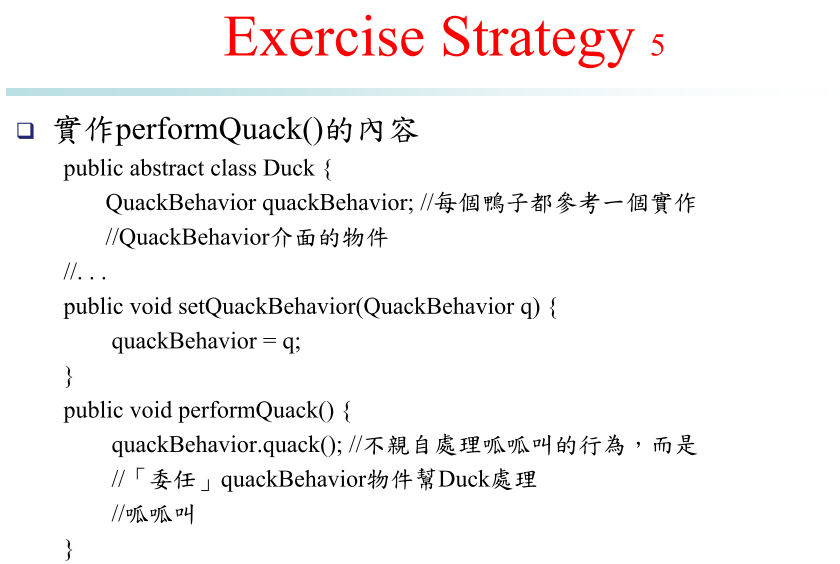 Exercise Strategy 5
❑ 實作performQuack()的內容
public abstract class Duck {
QuackBehavior quackBehavior; //每個鴨子都參考一個實作
//QuackBehavior介面的物件
//. . .
public void setQuackBehavior(QuackBehavior q) {
quackBehavior = q;
}
public void performQuack() {
quackBehavior.quack(); //不親自處理呱呱叫的行為，而是
//「委任」quackBehavior物件幫Duck處理
//呱呱叫
}